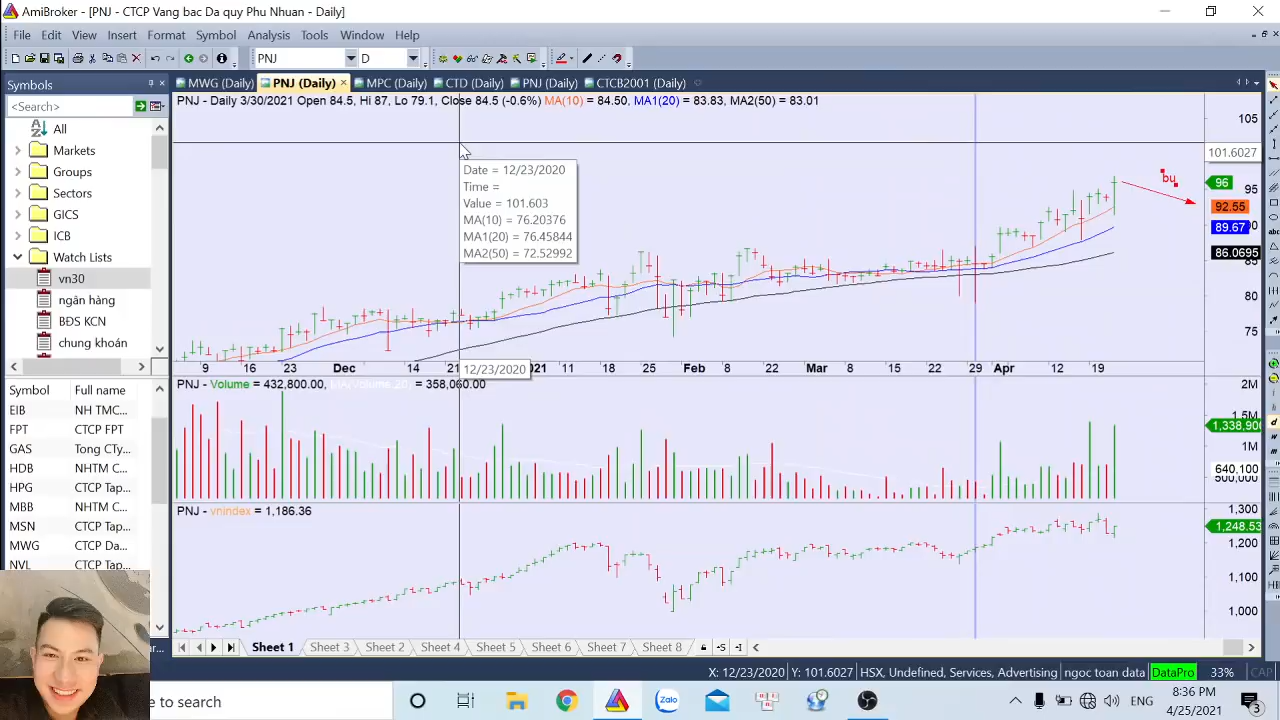 AmiBroker - [PNJ - CTCP Vang bac Da quy Phu Nhuan - Daily]
File Edit View Insert Format Symbol Analysis Tools Window Help
PNJ D
Symbols
MWG (Daily) PNJ (Daily) MPC (Daily) CTD (Daily) PNJ (Daily) CTCB2001 (Daily)
<Search>
All
Markets
Groups
Sectors
GICS
ICB
Watch Lists
vn30
ngân hàng
BĐS KCN
chung khoán
Symbol Full name
EIB NH TMC...
FPT CTCP FPT
GAS Tong CTy...
HDB NHTM C...
HPG CTCP Tap...
MBB NHTM C...
MSN CTCP Tap...
MWG CTCP Da...
NVL CTCP Tap...
PNJ - Daily 3/30/2021 Open 84.5, Hi 87, Lo 79.1, Close 84.5 (-0.6%) MA(10) = 84.50, MA1(20) = 83.83, MA2(50) = 83.01
105
101.6027
Date = 12/23/2020
Time =
Value = 101.603
MA(10) = 76.20376
MA1(20) = 76.45844
MA2(50) = 72.52992
bu
96
95
92.55
89.67
86.0695
80
75
9 16 23 Dec 14 21 12/23/2020 11 18 25 Feb 8 22 Mar 8 15 22 29 Apr 12 19
PNJ - Volume = 432,800.00, MA(Volume,20) = 358,060.00
2M
1.5M
1,338,900
1M
640,100
500,000
PNJ - vnindex = 1,186.36
1,300
1,248.53
1,200
1,100
1,000
Sheet 1 Sheet 3 Sheet 2 Sheet 4 Sheet 5 Sheet 6 Sheet 7 Sheet 8
X: 12/23/2020 Y: 101.6027 HSX, Undefined, Services, Advertising ngoc toan data DataPro 33% CAP
e to search
Zalo
ENG
8:36 PM
4/25/2021
3